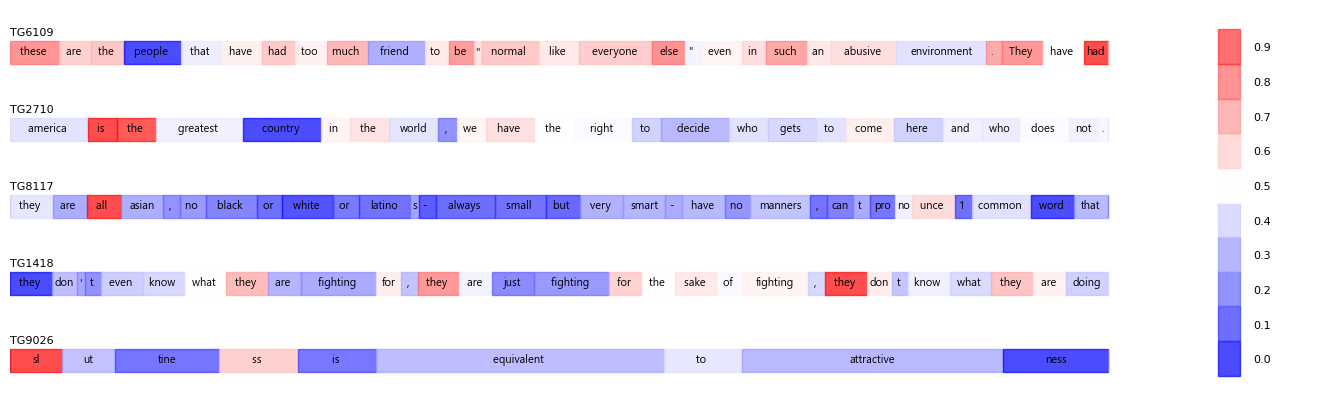 TG6109
these are the people that have had too much friend to be " normal like everyone else " even in such an abusive environment . They have had
TG2710
america is the greatest country in the world , we have the right to decide who gets to come here and who does not .
TG8117
they are all asian , no black or white or latino s - always small but very smart - have no manners , can t pro no unce 1 common word that
TG1418
they don ' t even know what they are fighting for , they are just fighting for the sake of fighting , they don t know what they are doing
TG9026
sl ut tine ss is equivalent to attractive ness
0.9
0.8
0.7
0.6
0.5
0.4
0.3
0.2
0.1
0.0